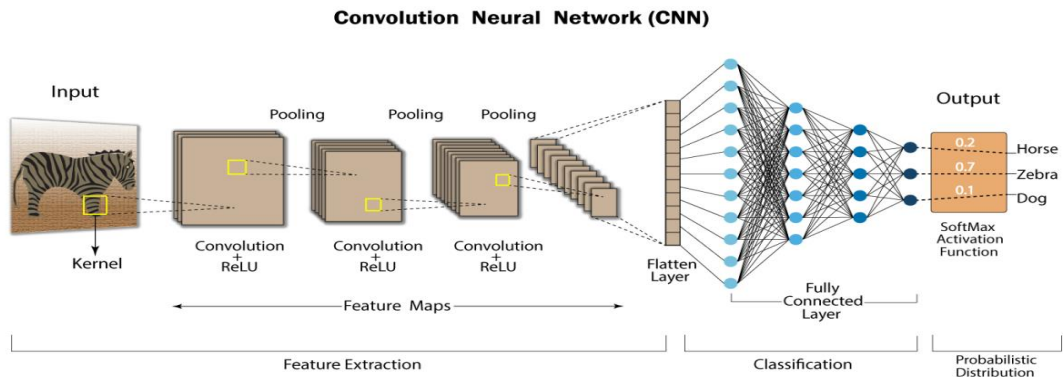 Convolution Neural Network (CNN)
Input
Kernel
Pooling
Pooling
Pooling
Convolution
+
ReLU
Convolution
+
ReLU
Convolution
+
ReLU
Feature Maps
Flatten
Layer
Fully
Connected
Layer
Output
0.2
0.7
0.1
Horse
Zebra
Dog
SoftMax
Activation
Function
Feature Extraction
Classification
Probabilistic
Distribution